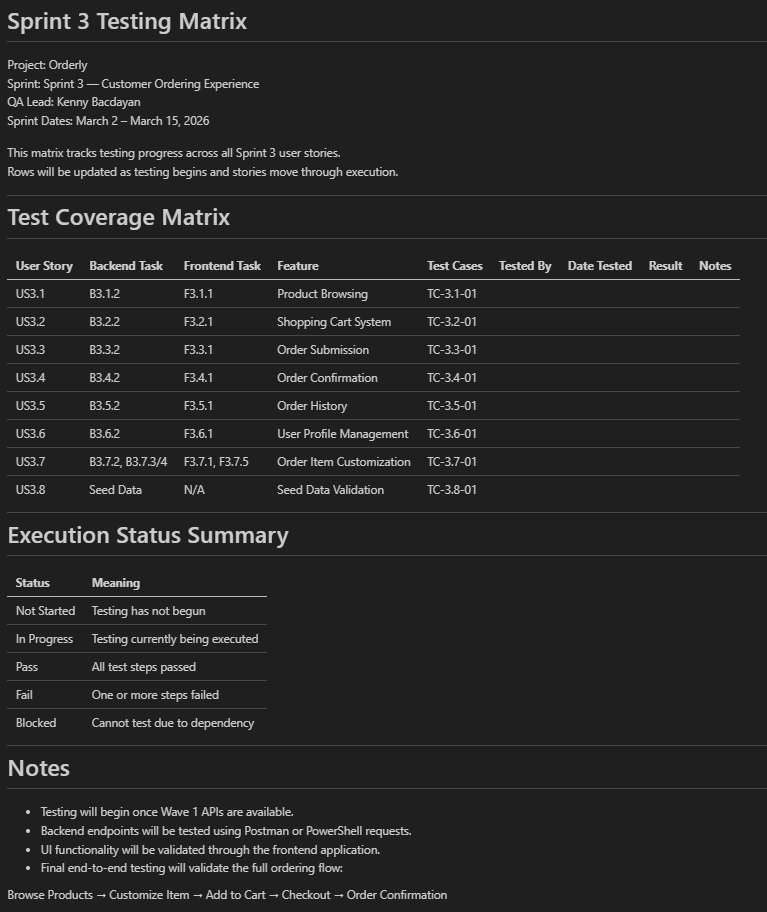 Sprint 3 Testing Matrix
Project: Orderly
Sprint: Sprint 3 — Customer Ordering Experience
QA Lead: Kenny Bacdayan
Sprint Dates: March 2 – March 15, 2026
This matrix tracks testing progress across all Sprint 3 user stories.
Rows will be updated as testing begins and stories move through execution.
Test Coverage Matrix
User Story Backend Task Frontend Task Feature Test Cases Tested By Date Tested Result Notes
US3.1 B3.1.2 F3.1.1 Product Browsing TC-3.1-01
US3.2 B3.2.2 F3.2.1 Shopping Cart System TC-3.2-01
US3.3 B3.3.2 F3.3.1 Order Submission TC-3.3-01
US3.4 B3.4.2 F3.4.1 Order Confirmation TC-3.4-01
US3.5 B3.5.2 F3.5.1 Order History TC-3.5-01
US3.6 B3.6.2 F3.6.1 User Profile Management TC-3.6-01
US3.7 B3.7.2, B3.7.3/4 F3.7.1, F3.7.5 Order Item Customization TC-3.7-01
US3.8 Seed Data N/A Seed Data Validation TC-3.8-01
Execution Status Summary
Status Meaning
Not Started Testing has not begun
In Progress Testing currently being executed
Pass All test steps passed
Fail One or more steps failed
Blocked Cannot test due to dependency
Notes
• Testing will begin once Wave 1 APIs are available.
• Backend endpoints will be tested using Postman or PowerShell requests.
• UI functionality will be validated through the frontend application.
• Final end-to-end testing will validate the full ordering flow:
Browse Products → Customize Item → Add to Cart → Checkout → Order Confirmation